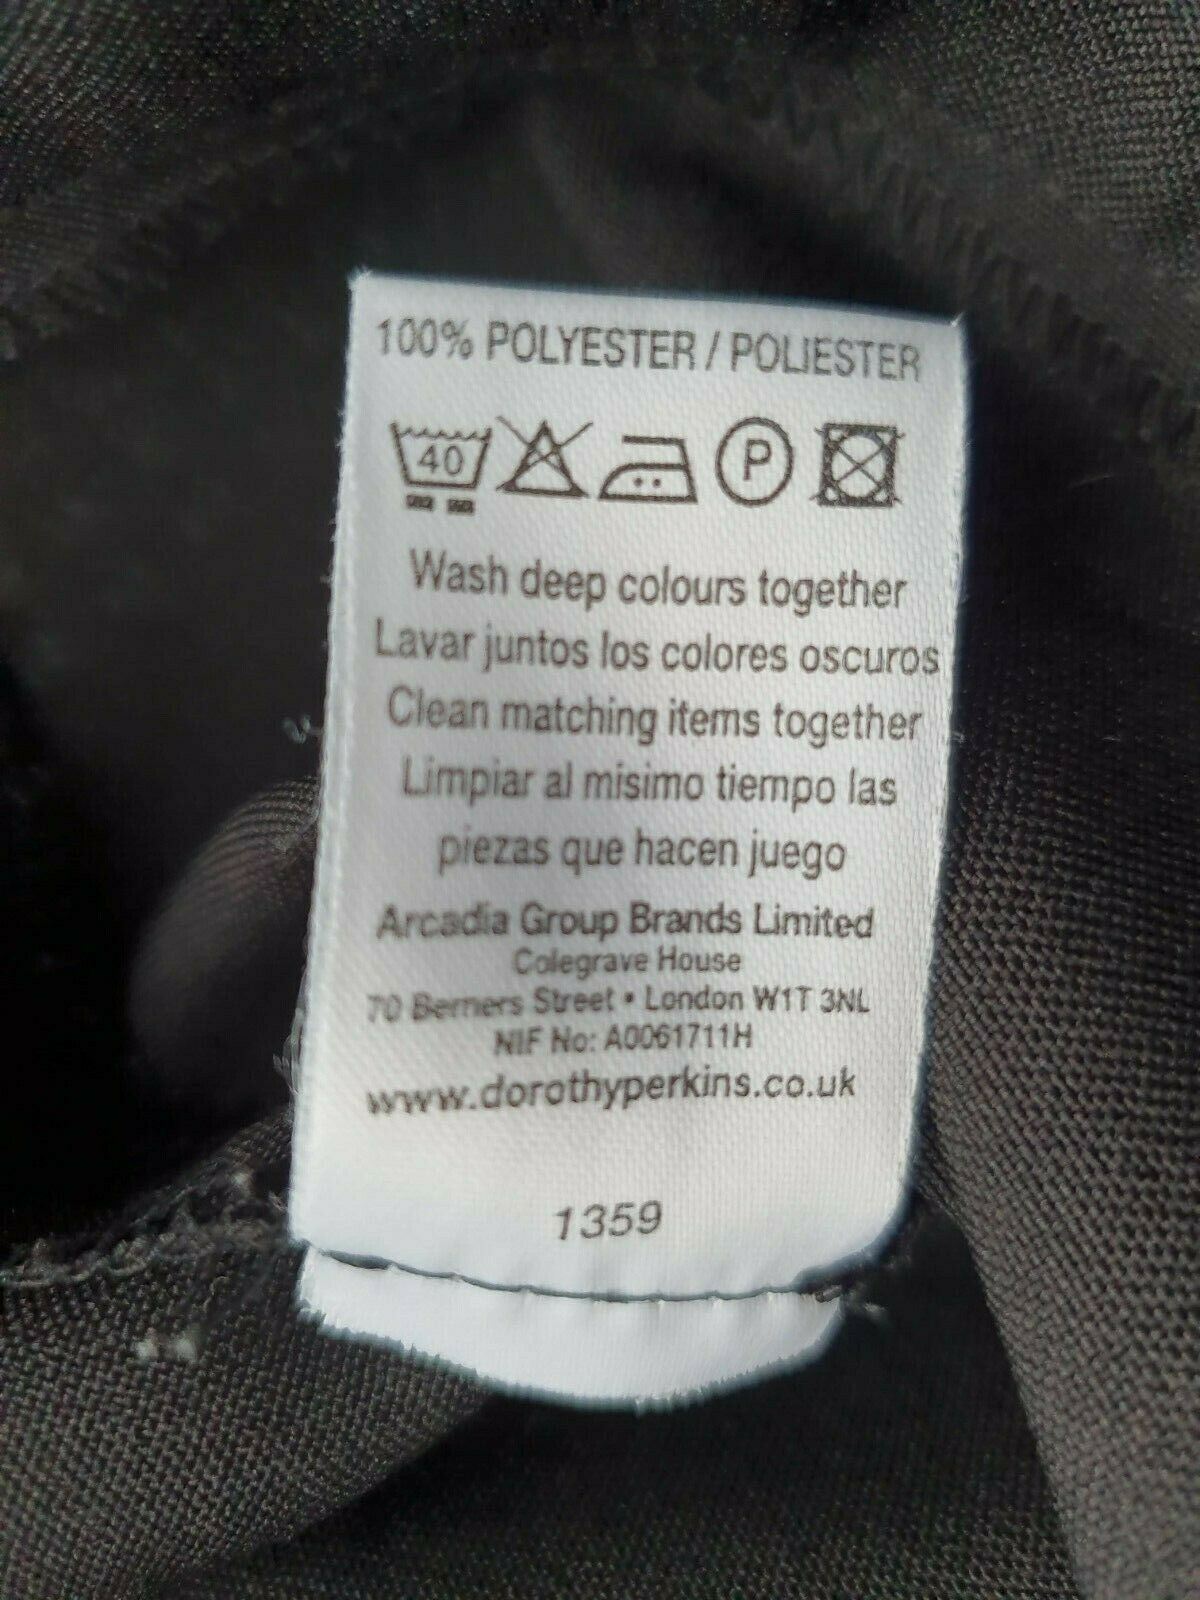 100% POLYESTER / POLIESTER
40
P
Wash deep colours together
Lavar juntos los colores oscuros
Clean matching items together
Limpiar al misimo tiempo las
piezas que hacen juego
Arcadia Group Brands Limited
Colegrave House
70 Berners Street • London W1T 3NL
NIF No: A0061711H
www.dorothyperkins.co.uk
1359